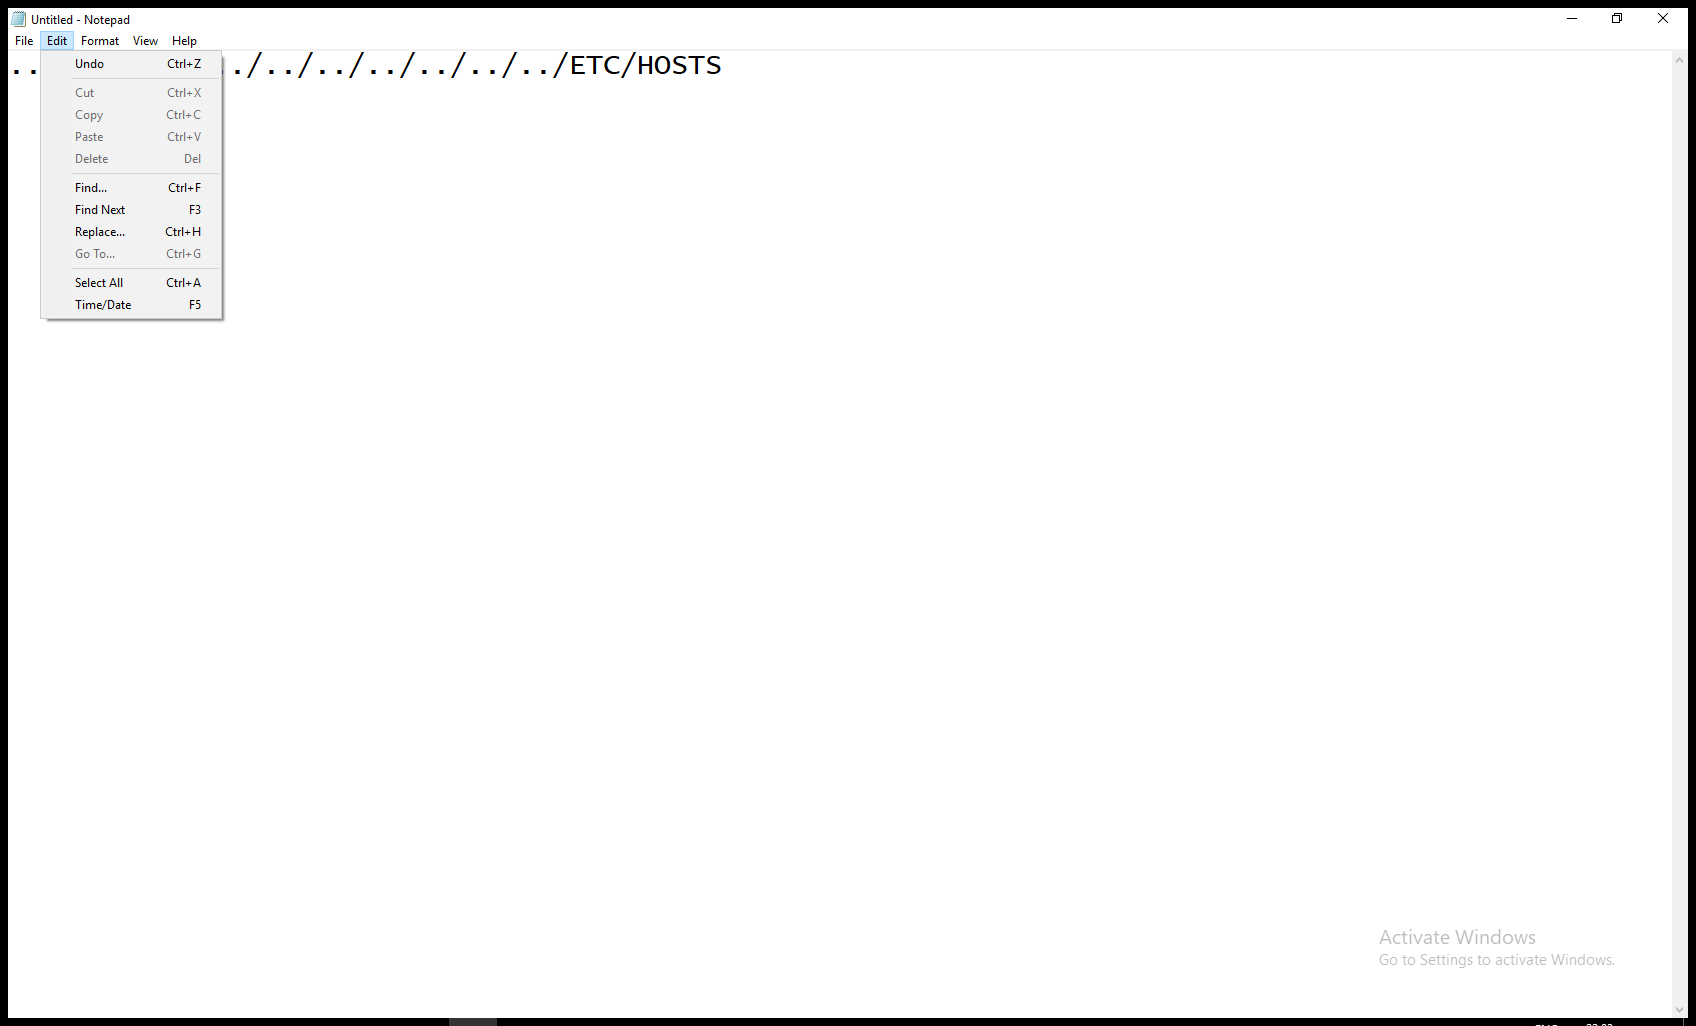 Untitled - Notepad
File Edit Format View Help
../../../../../../../ETC/HOSTS
Undo Ctrl+Z
Cut Ctrl+X
Copy Ctrl+C
Paste Ctrl+V
Delete Del
Find... Ctrl+F
Find Next F3
Replace... Ctrl+H
Go To... Ctrl+G
Select All Ctrl+A
Time/Date F5
Activate Windows
Go to Settings to activate Windows.